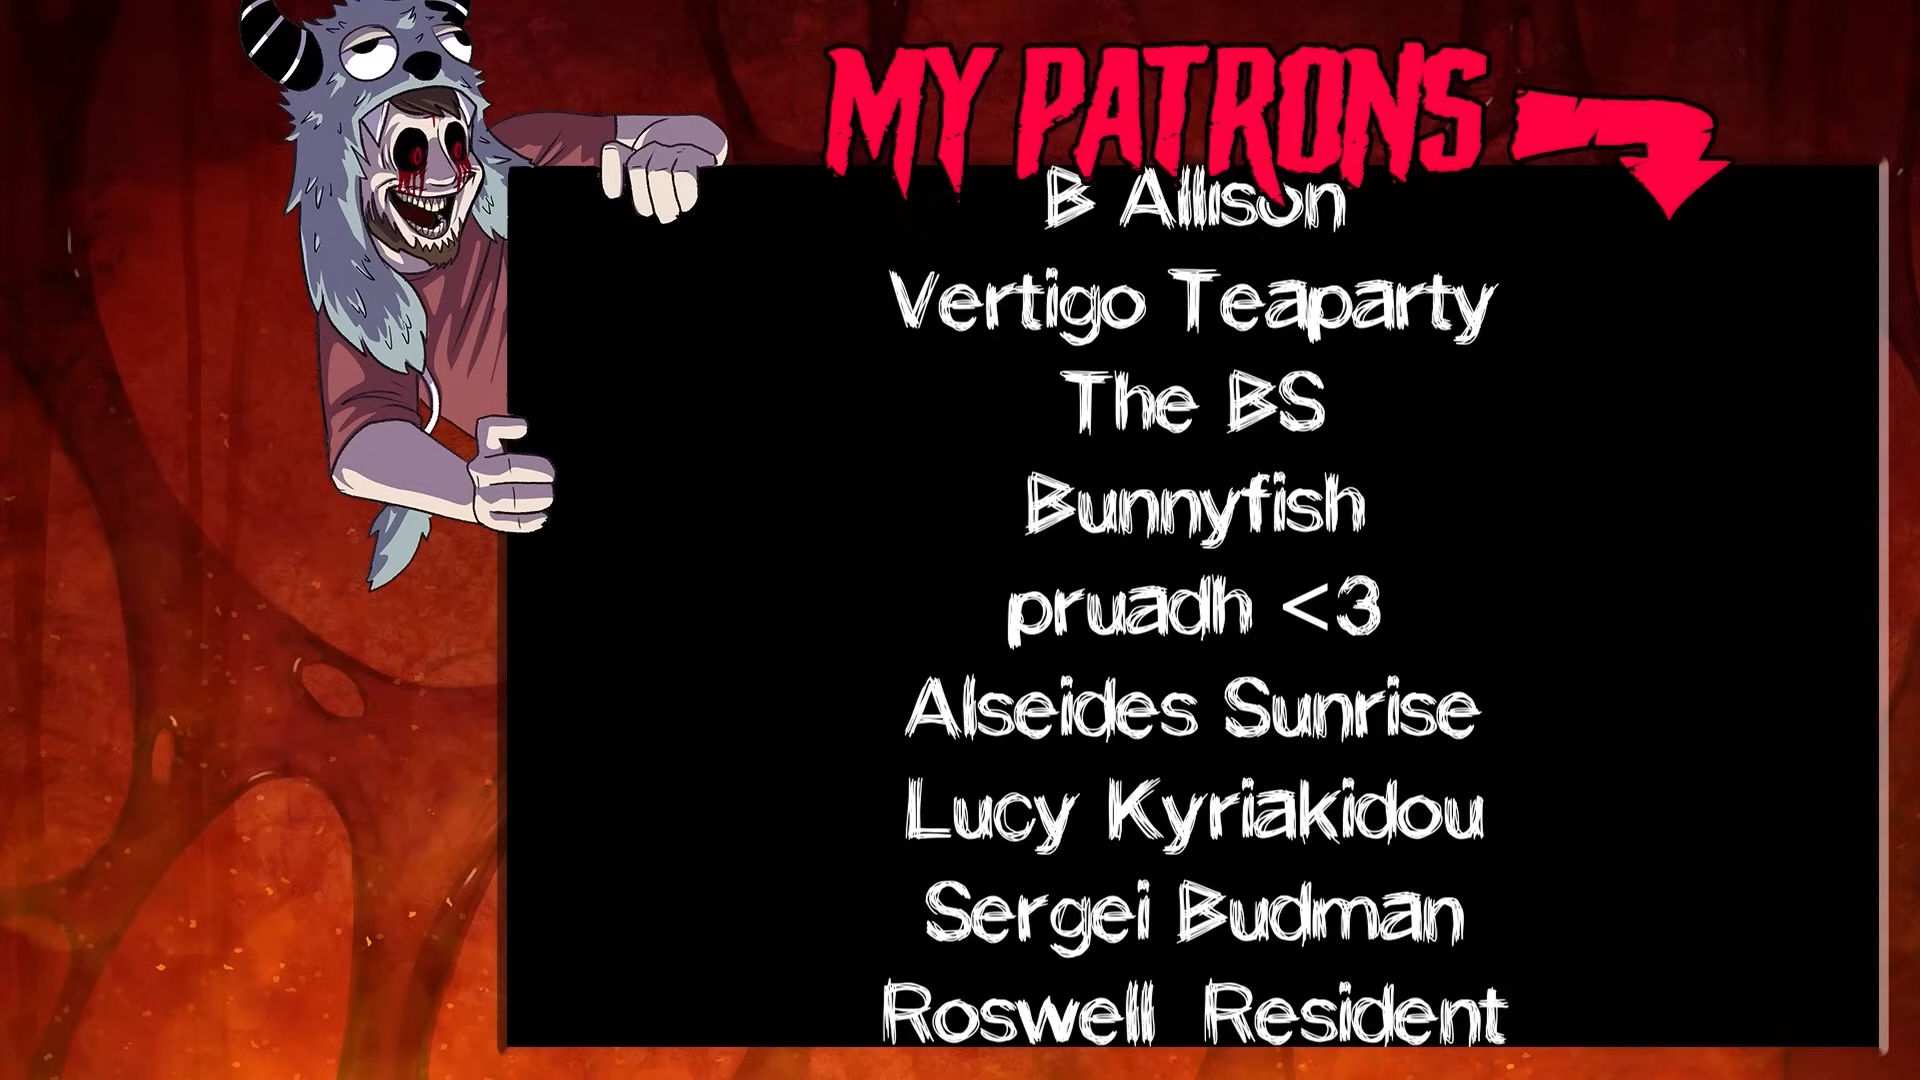 MY PATRONS
B Allison
Vertigo Teaparty
The BS
Bunnyfish
pruadh <3
Alseides Sunrise
Lucy Kyriakidou
Sergei Budman
Roswell  Resident